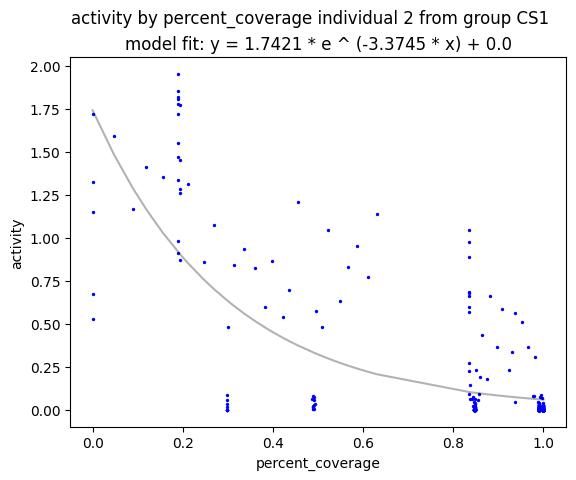 activity by percent_coverage individual 2 from group CS1
model fit: y = 1.7421 * e ^ (-3.3745 * x) + 0.0
2.00
1.75
1.50
1.25
1.00
0.75
0.50
0.25
0.00
activity
0.0 0.2 0.4 0.6 0.8 1.0
percent_coverage